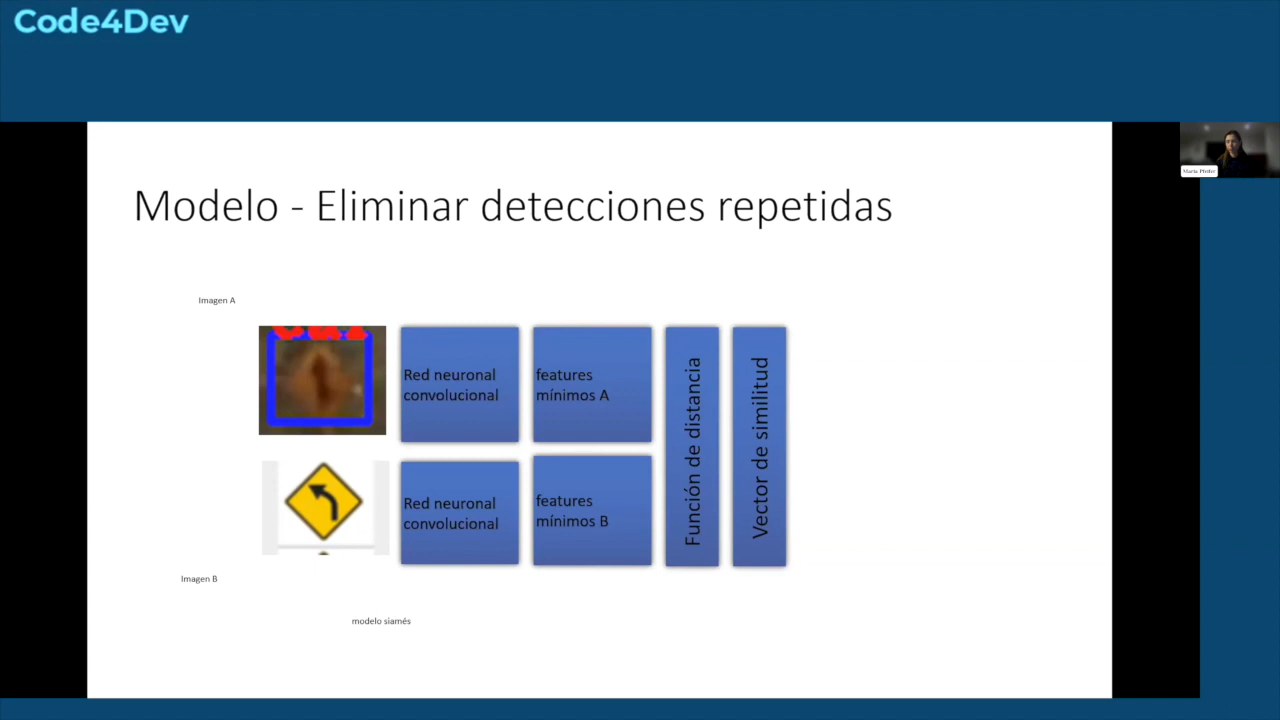 Code4Dev
Modelo - Eliminar detecciones repetidas
Imagen A
Red neuronal
convolucional
features
mínimos A
Función de distancia
Vector de similitud
Red neuronal
convolucional
features
mínimos B
Imagen B
modelo siamés